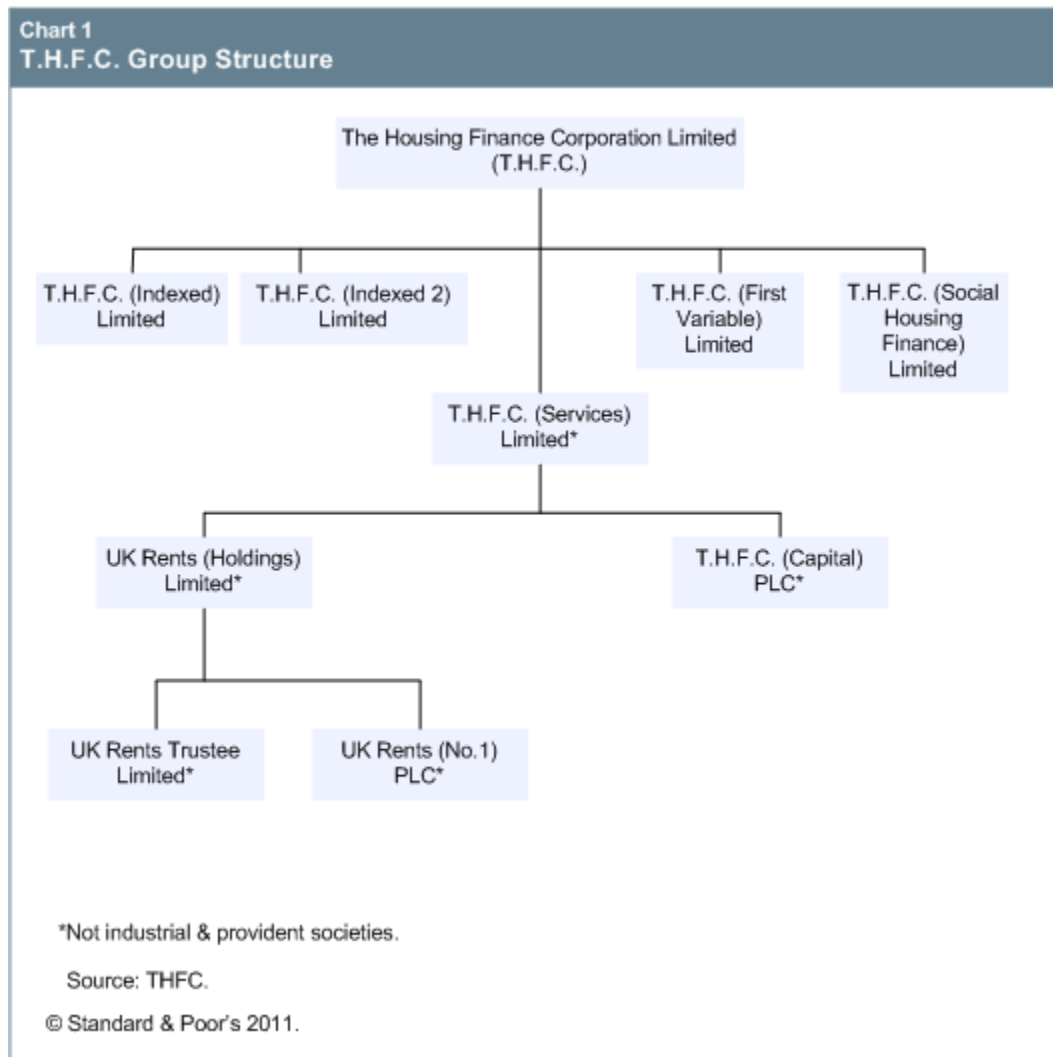 Chart 1
T.H.F.C. Group Structure
The Housing Finance Corporation Limited
(T.H.F.C.)
T.H.F.C. (Indexed)
Limited
T.H.F.C. (Indexed 2)
Limited
T.H.F.C. (First
Variable)
Limited
T.H.F.C. (Social
Housing
Finance)
Limited
T.H.F.C. (Services)
Limited*
UK Rents (Holdings)
Limited*
T.H.F.C. (Capital)
PLC*
UK Rents Trustee
Limited*
UK Rents (No.1)
PLC*
*Not industrial & provident societies.
Source: THFC.
© Standard & Poor's 2011.